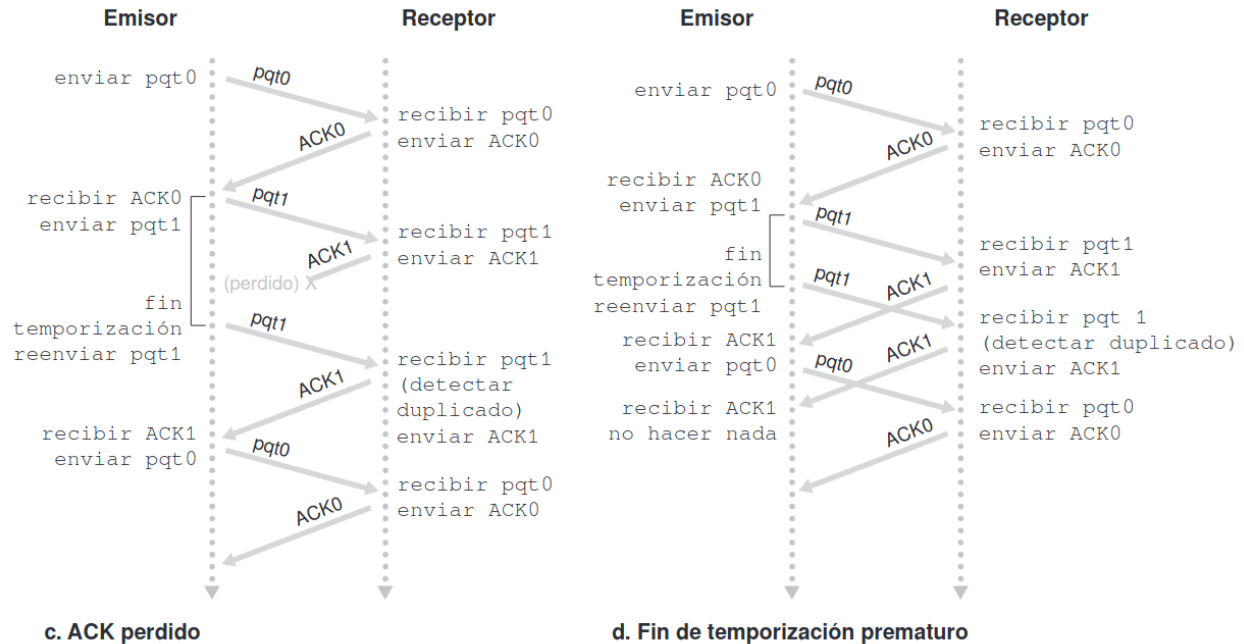 Emisor
Receptor
enviar pqt0
pqt0
recibir pqt0
enviar ACK0
ACK0
recibir ACK0
enviar pqt1
pqt1
recibir pqt1
enviar ACK1
ACK1
(perdido) X
fin
temporización
reenviar pqt1
pqt1
recibir pqt1
(detectar
duplicado)
enviar ACK1
ACK1
recibir ACK1
enviar pqt0
pqt0
recibir pqt0
enviar ACK0
ACK0
c. ACK perdido
Emisor
Receptor
enviar pqt0
pqt0
recibir pqt0
enviar ACK0
ACK0
recibir ACK0
enviar pqt1
pqt1
recibir pqt1
enviar ACK1
fin
temporización
reenviar pqt1
pqt1
ACK1
recibir pqt 1
(detectar duplicado)
enviar ACK1
recibir ACK1
enviar pqt0
ACK1
pqt0
recibir pqt0
enviar ACK0
recibir ACK1
no hacer nada
ACK0
d. Fin de temporización prematuro